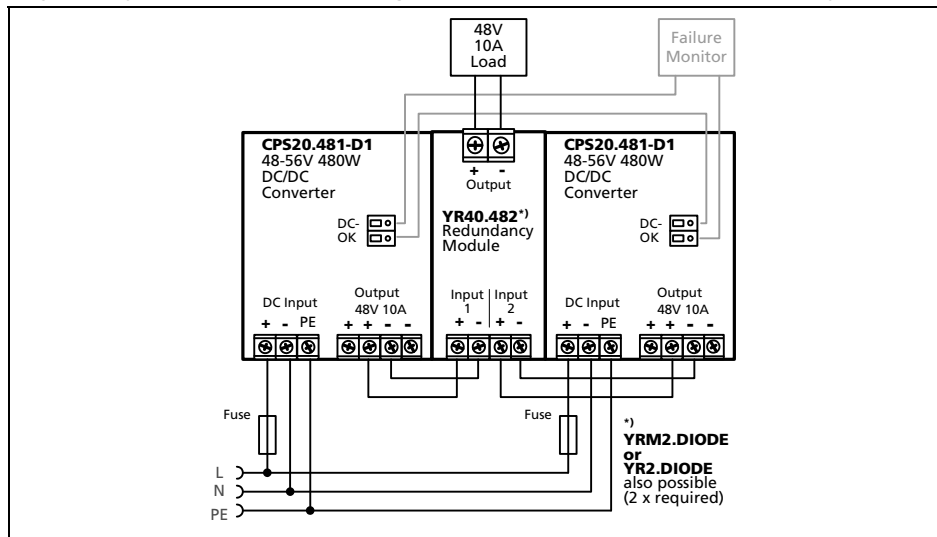 48V
10A
Load
Failure
Monitor
CPS20.481-D1
48-56V 480W
DC/DC
Converter
DC-
OK
DC Input
+ - PE
Output
48V 10A
+ + - -
+ -
Output
YR40.482*)
Redundancy
Module
Input 1
+ -
Input 2
+ -
CPS20.481-D1
48-56V 480W
DC/DC
Converter
DC-
OK
DC Input
+ - PE
Output
48V 10A
+ + - -
Fuse
Fuse
L
N
PE
*)
YRM2.DIODE
or
YR2.DIODE
also possible
(2 x required)